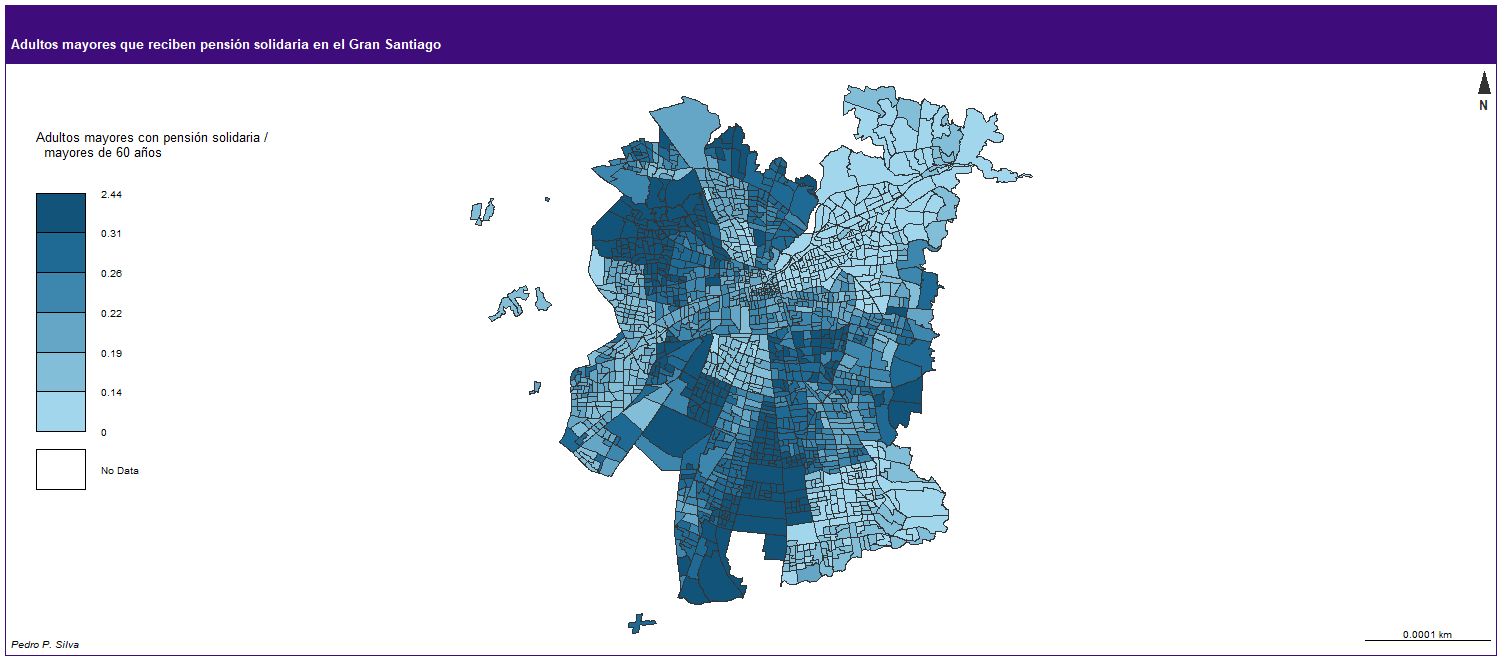 Adultos mayores que reciben pensión solidaria en el Gran Santiago
N
Adultos mayores con pensión solidaria /
mayores de 60 años
2.44
0.31
0.26
0.22
0.19
0.14
0
No Data
0.0001 km
Pedro P. Silva